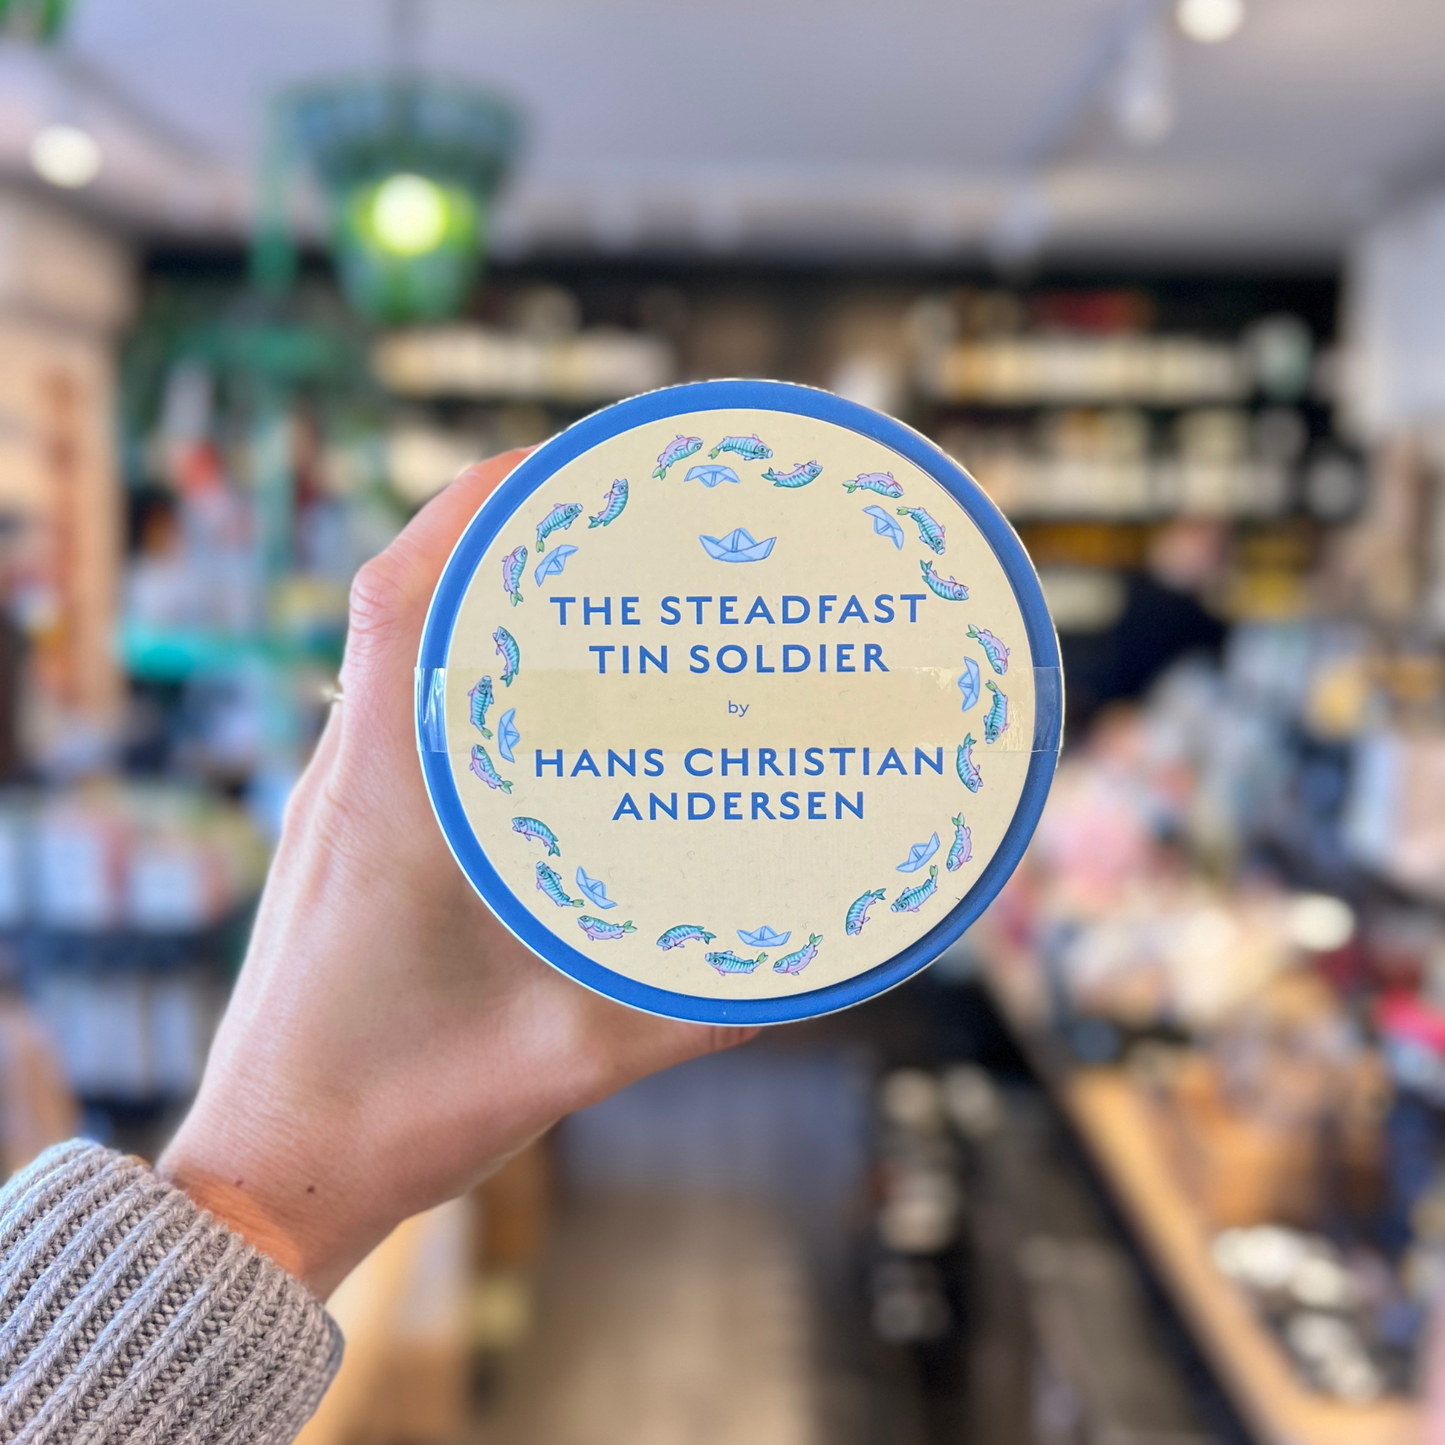 THE STEADFAST
TIN SOLDIER
by
HANS CHRISTIAN
ANDERSEN